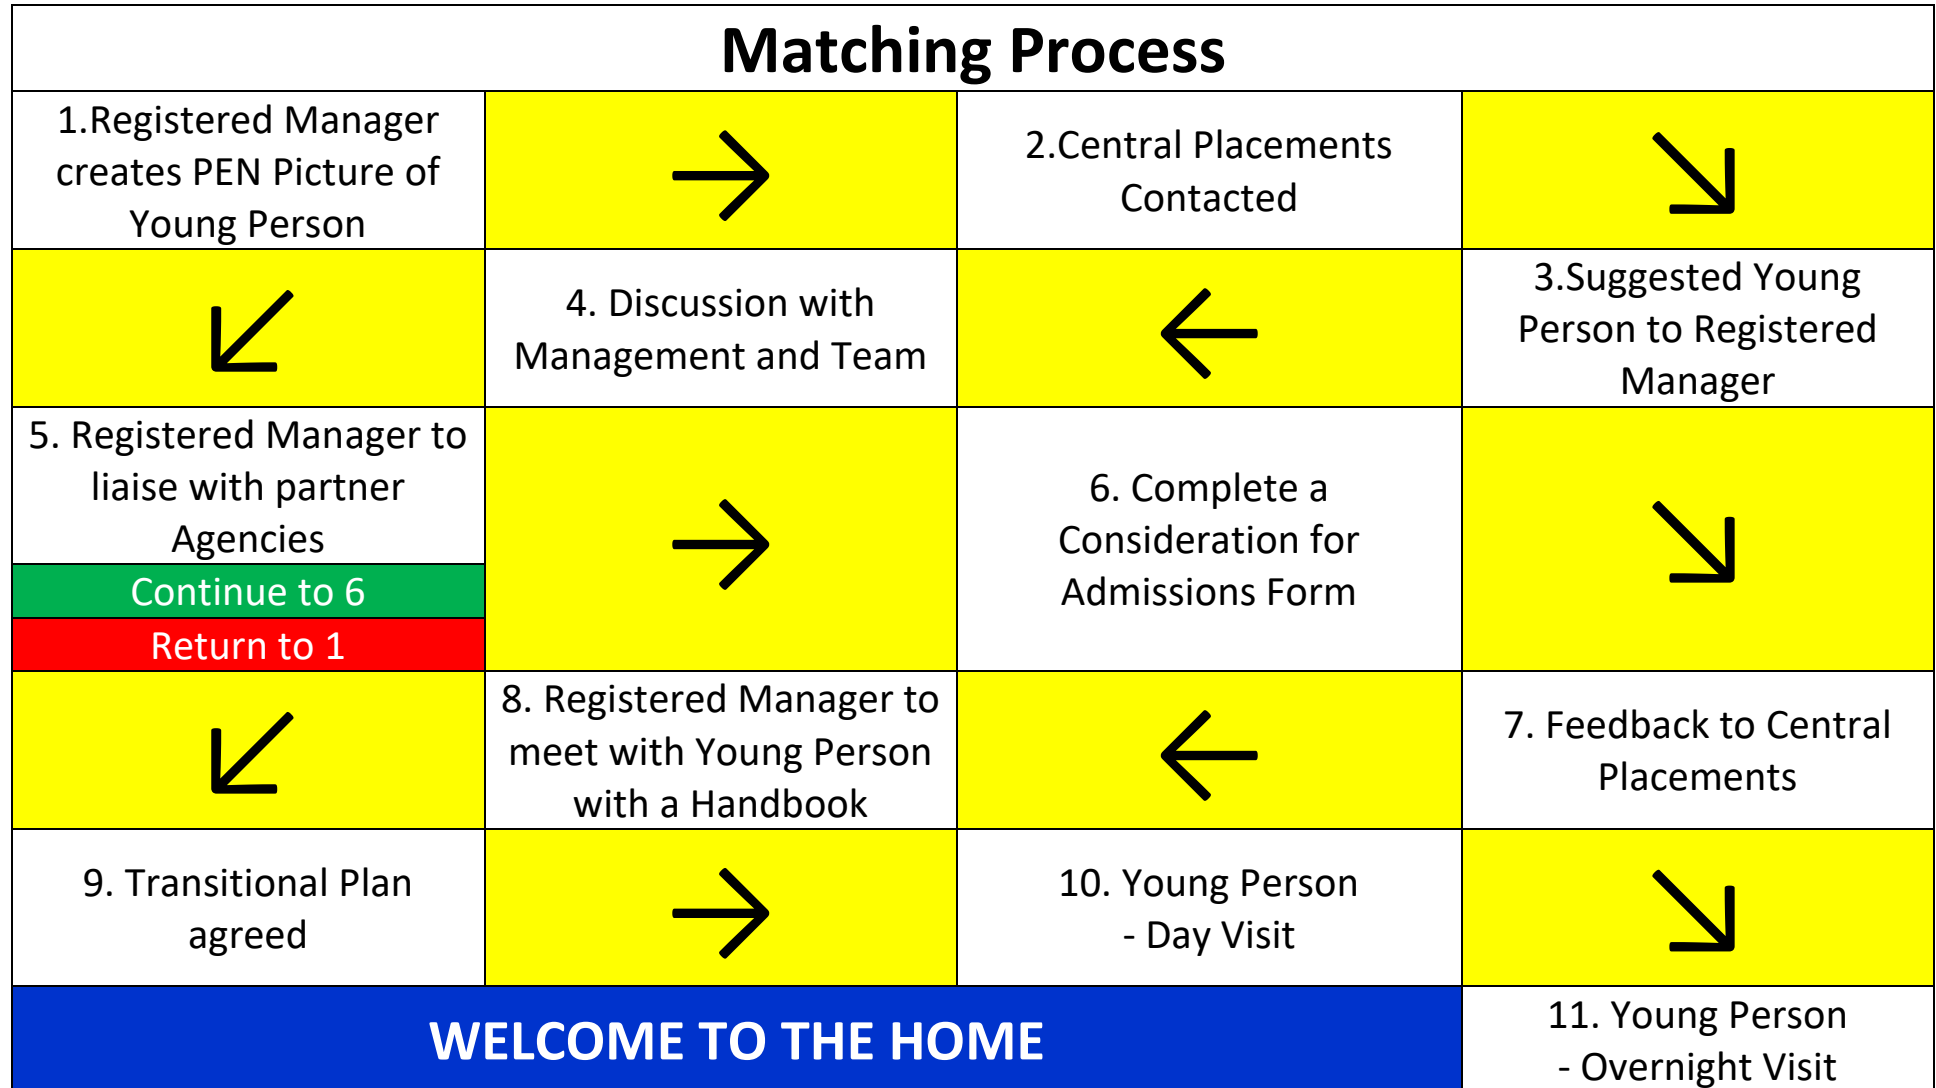 Matching Process
1.Registered Manager
creates PEN Picture of
Young Person
2.Central Placements
Contacted
3.Suggested Young
Person to Registered
Manager
4. Discussion with
Management and Team
5. Registered Manager to
liaise with partner
Agencies
Continue to 6
Return to 1
6. Complete a
Consideration for
Admissions Form
7. Feedback to Central
Placements
8. Registered Manager to
meet with Young Person
with a Handbook
9. Transitional Plan
agreed
10. Young Person
- Day Visit
11. Young Person
- Overnight Visit
WELCOME TO THE HOME